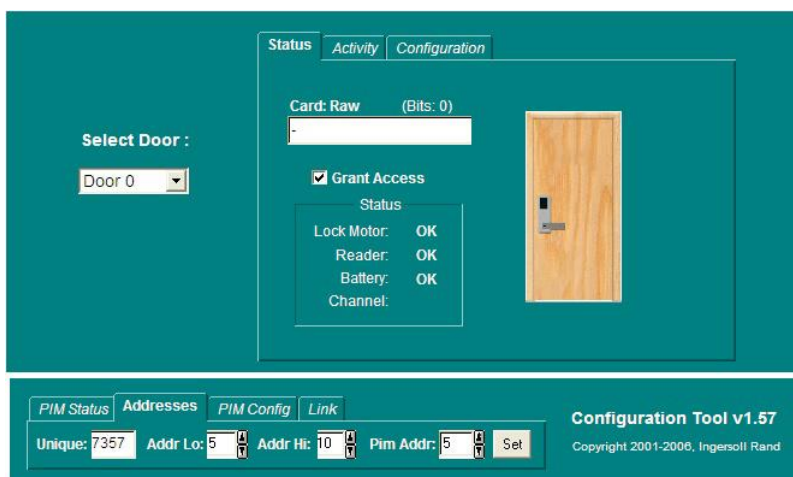 Status Activity Configuration
Card: Raw (Bits: 0)
-
Select Door :
Door 0
Grant Access
Status
Lock Motor: OK
Reader: OK
Battery: OK
Channel:
PIM Status Addresses PIM Config Link
Unique: 7357 Addr Lo: 5 Addr Hi: 10 Pim Addr: 5 Set
Configuration Tool v1.57
Copyright 2001-2006, Ingersoll Rand